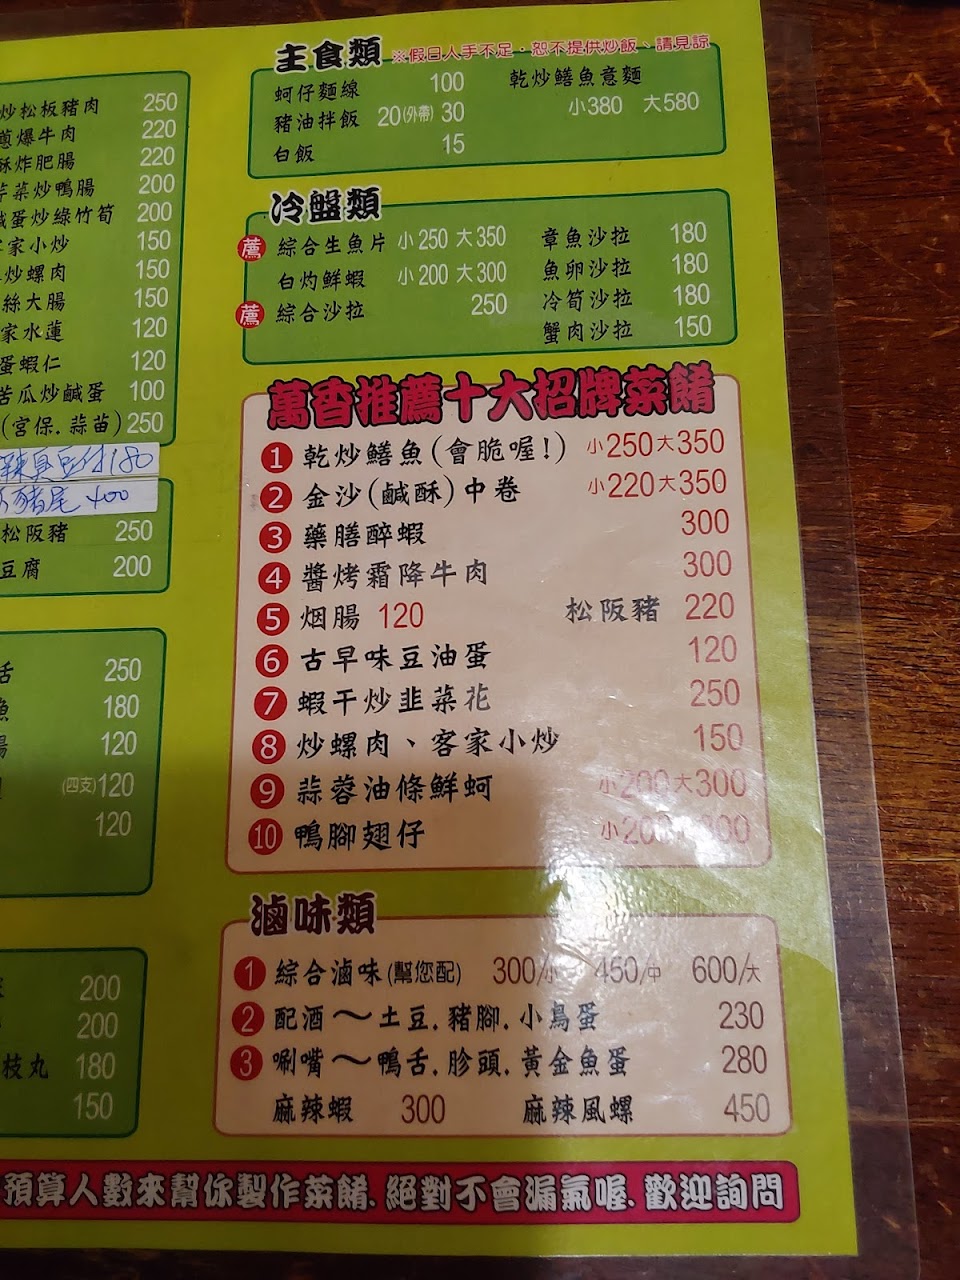 炒松板豬肉 250
蔥爆牛肉 220
酥炸肥腸 220
芹菜炒鴨腸 200
鹹蛋炒綠竹筍 200
客家小炒 150
炒螺肉 150
絲大腸 150
家水蓮 120
蛋蝦仁 120
苦瓜炒鹹蛋 100
(宮保.蒜苗) 250
180
豬尾 400
松阪豬 250
豆腐 200
舌 250
180
120
(四支)120
120
200
200
枝丸 180
150
主食類 ※假日人手不足,恕不提供炒飯、請見諒
蚵仔麵線 100 乾炒鱔魚意麵
豬油拌飯 20(外帶) 30 小380 大580
白飯 15
冷盤類
薦 綜合生魚片 小250 大350 章魚沙拉 180
白灼鮮蝦 小200 大300 魚卵沙拉 180
薦 綜合沙拉 250 冷筍沙拉 180
蟹肉沙拉 150
萬香推薦十大招牌菜餚
1 乾炒鱔魚(會脆喔!) 小250大350
2 金沙(鹹酥)中卷 小220大350
3 藥膳醉蝦 300
4 醬烤霜降牛肉 300
5 烟腸 120 松阪豬 220
6 古早味豆油蛋 120
7 蝦干炒韭菜花 250
8 炒螺肉、客家小炒 150
9 蒜蓉油條鮮蚵 小200大300
10 鴨腳翅仔 小200大300
滷味類
1 綜合滷味(幫您配) 300/小 450/中 600/大
2 配酒～土豆.豬腳.小鳥蛋 230
3 唰嘴～鴨舌.胗頭.黃金魚蛋 280
麻辣蝦 300 麻辣風螺 450
預算人數來幫你製作菜餚.絕對不會漏氣喔.歡迎詢問